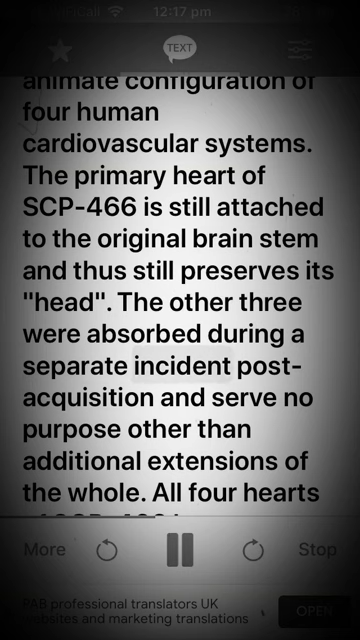 12:17 pm
TEXT
animate configuration of
four human
cardiovascular systems.
The primary heart of
SCP-466 is still attached
to the original brain stem
and thus still preserves its
"head". The other three
were absorbed during a
separate incident post-
acquisition and serve no
purpose other than
additional extensions of
the whole. All four hearts
More
Stop
PAB professional translators UK
websites and marketing translations
OPEN